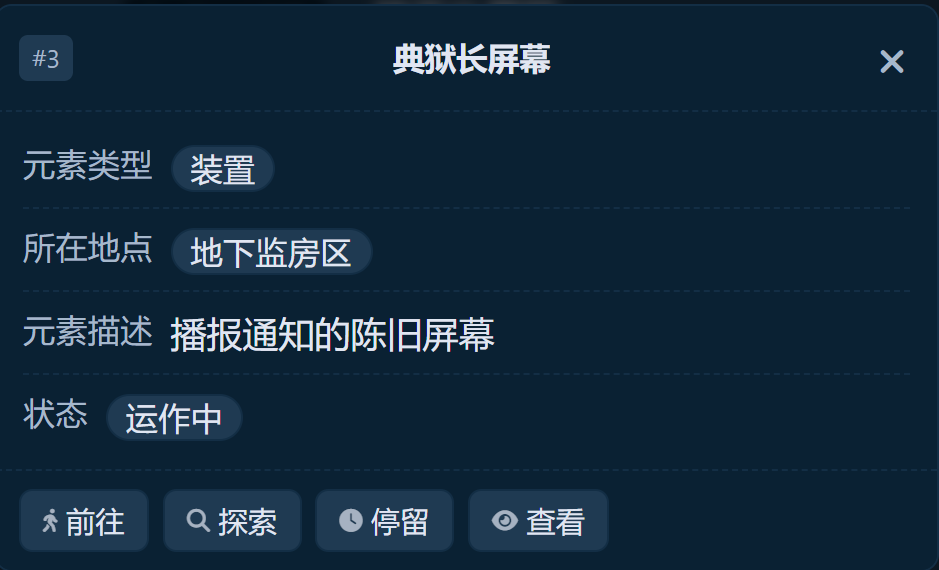 #3 典狱长屏幕
元素类型 装置
所在地点 地下监房区
元素描述 播报通知的陈旧屏幕
状态 运作中
前往 探索 停留 查看